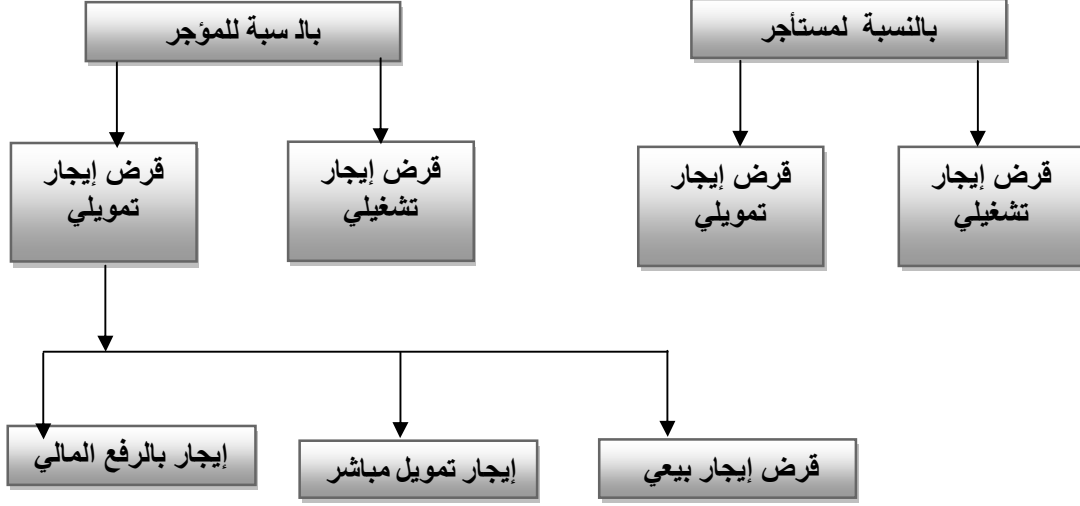 بالنسبة لمستأجر
بالـ سبة للمؤجر
قرض إيجار
تشغيلي
قرض إيجار
تمويلي
قرض إيجار
تشغيلي
قرض إيجار
تمويلي
قرض إيجار بيعي
إيجار تمويل مباشر
إيجار بالرفع المالي